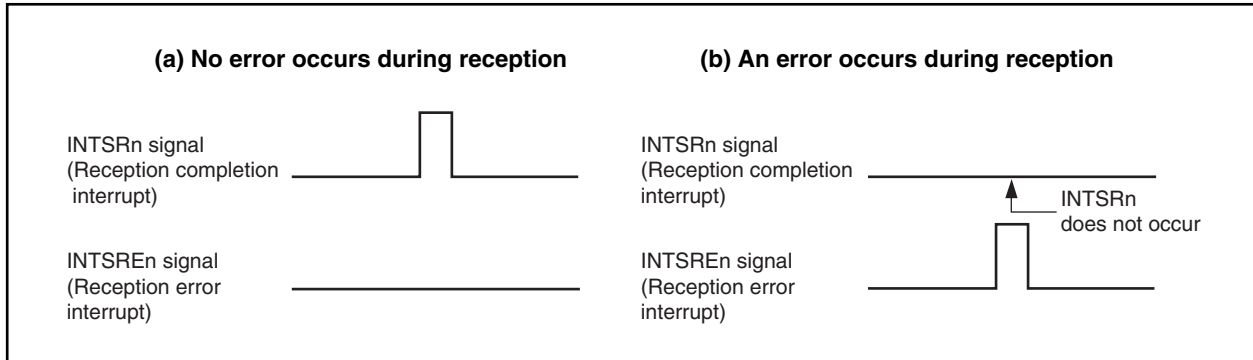 (a) No error occurs during reception
INTSRn signal
(Reception completion
interrupt)
INTSREn signal
(Reception error
interrupt)
(b) An error occurs during reception
INTSRn signal
(Reception completion
interrupt)
INTSRn
does not occur
INTSREn signal
(Reception error
interrupt)